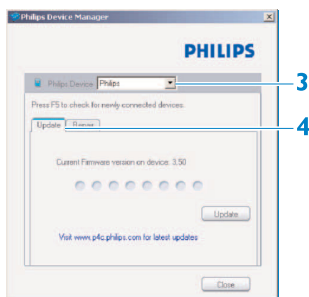 Philips Device Manager
PHILIPS
Philips Device Philips
3
Press F5 to check for newly connected devices.
Update Repair
4
Current Firmware version on device: 3,50
Update
Visit www.p4c.philips.com for latest updates
Close